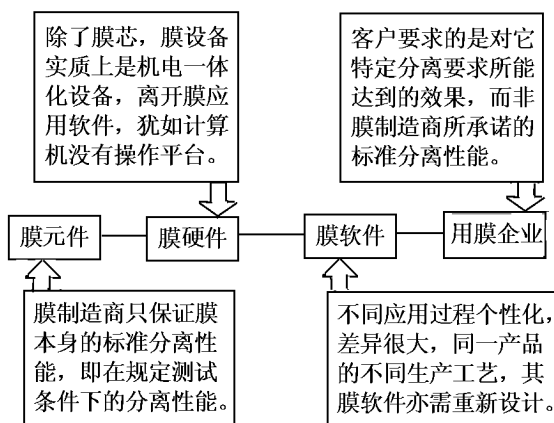 除了膜芯，膜设备
实质上是机电一体
化设备，离开膜应
用软件，犹如计算
机没有操作平台。
客户要求的是对它
特定分离要求所能
达到的效果，而非
膜制造商所承诺的
标准分离性能。
膜元件
膜硬件
膜软件
用膜企业
膜制造商只保证膜
本身的标准分离性
能，即在规定测试
条件下的分离性能。
不同应用过程个性化，
差异很大，同一产品
的不同生产工艺，其
膜软件亦需重新设计。